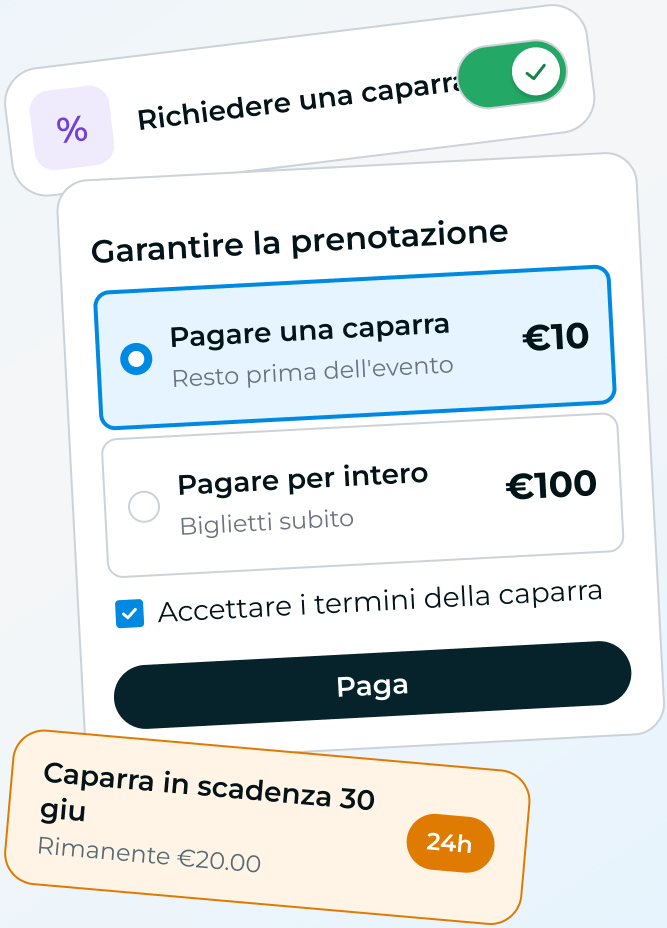 %
Richiedere una caparra
Garantire la prenotazione
Pagare una caparra
€10
Resto prima dell'evento
Pagare per intero
€100
Biglietti subito
Accettare i termini della caparra
Paga
Caparra in scadenza 30
giu
24h
Rimanente €20.00